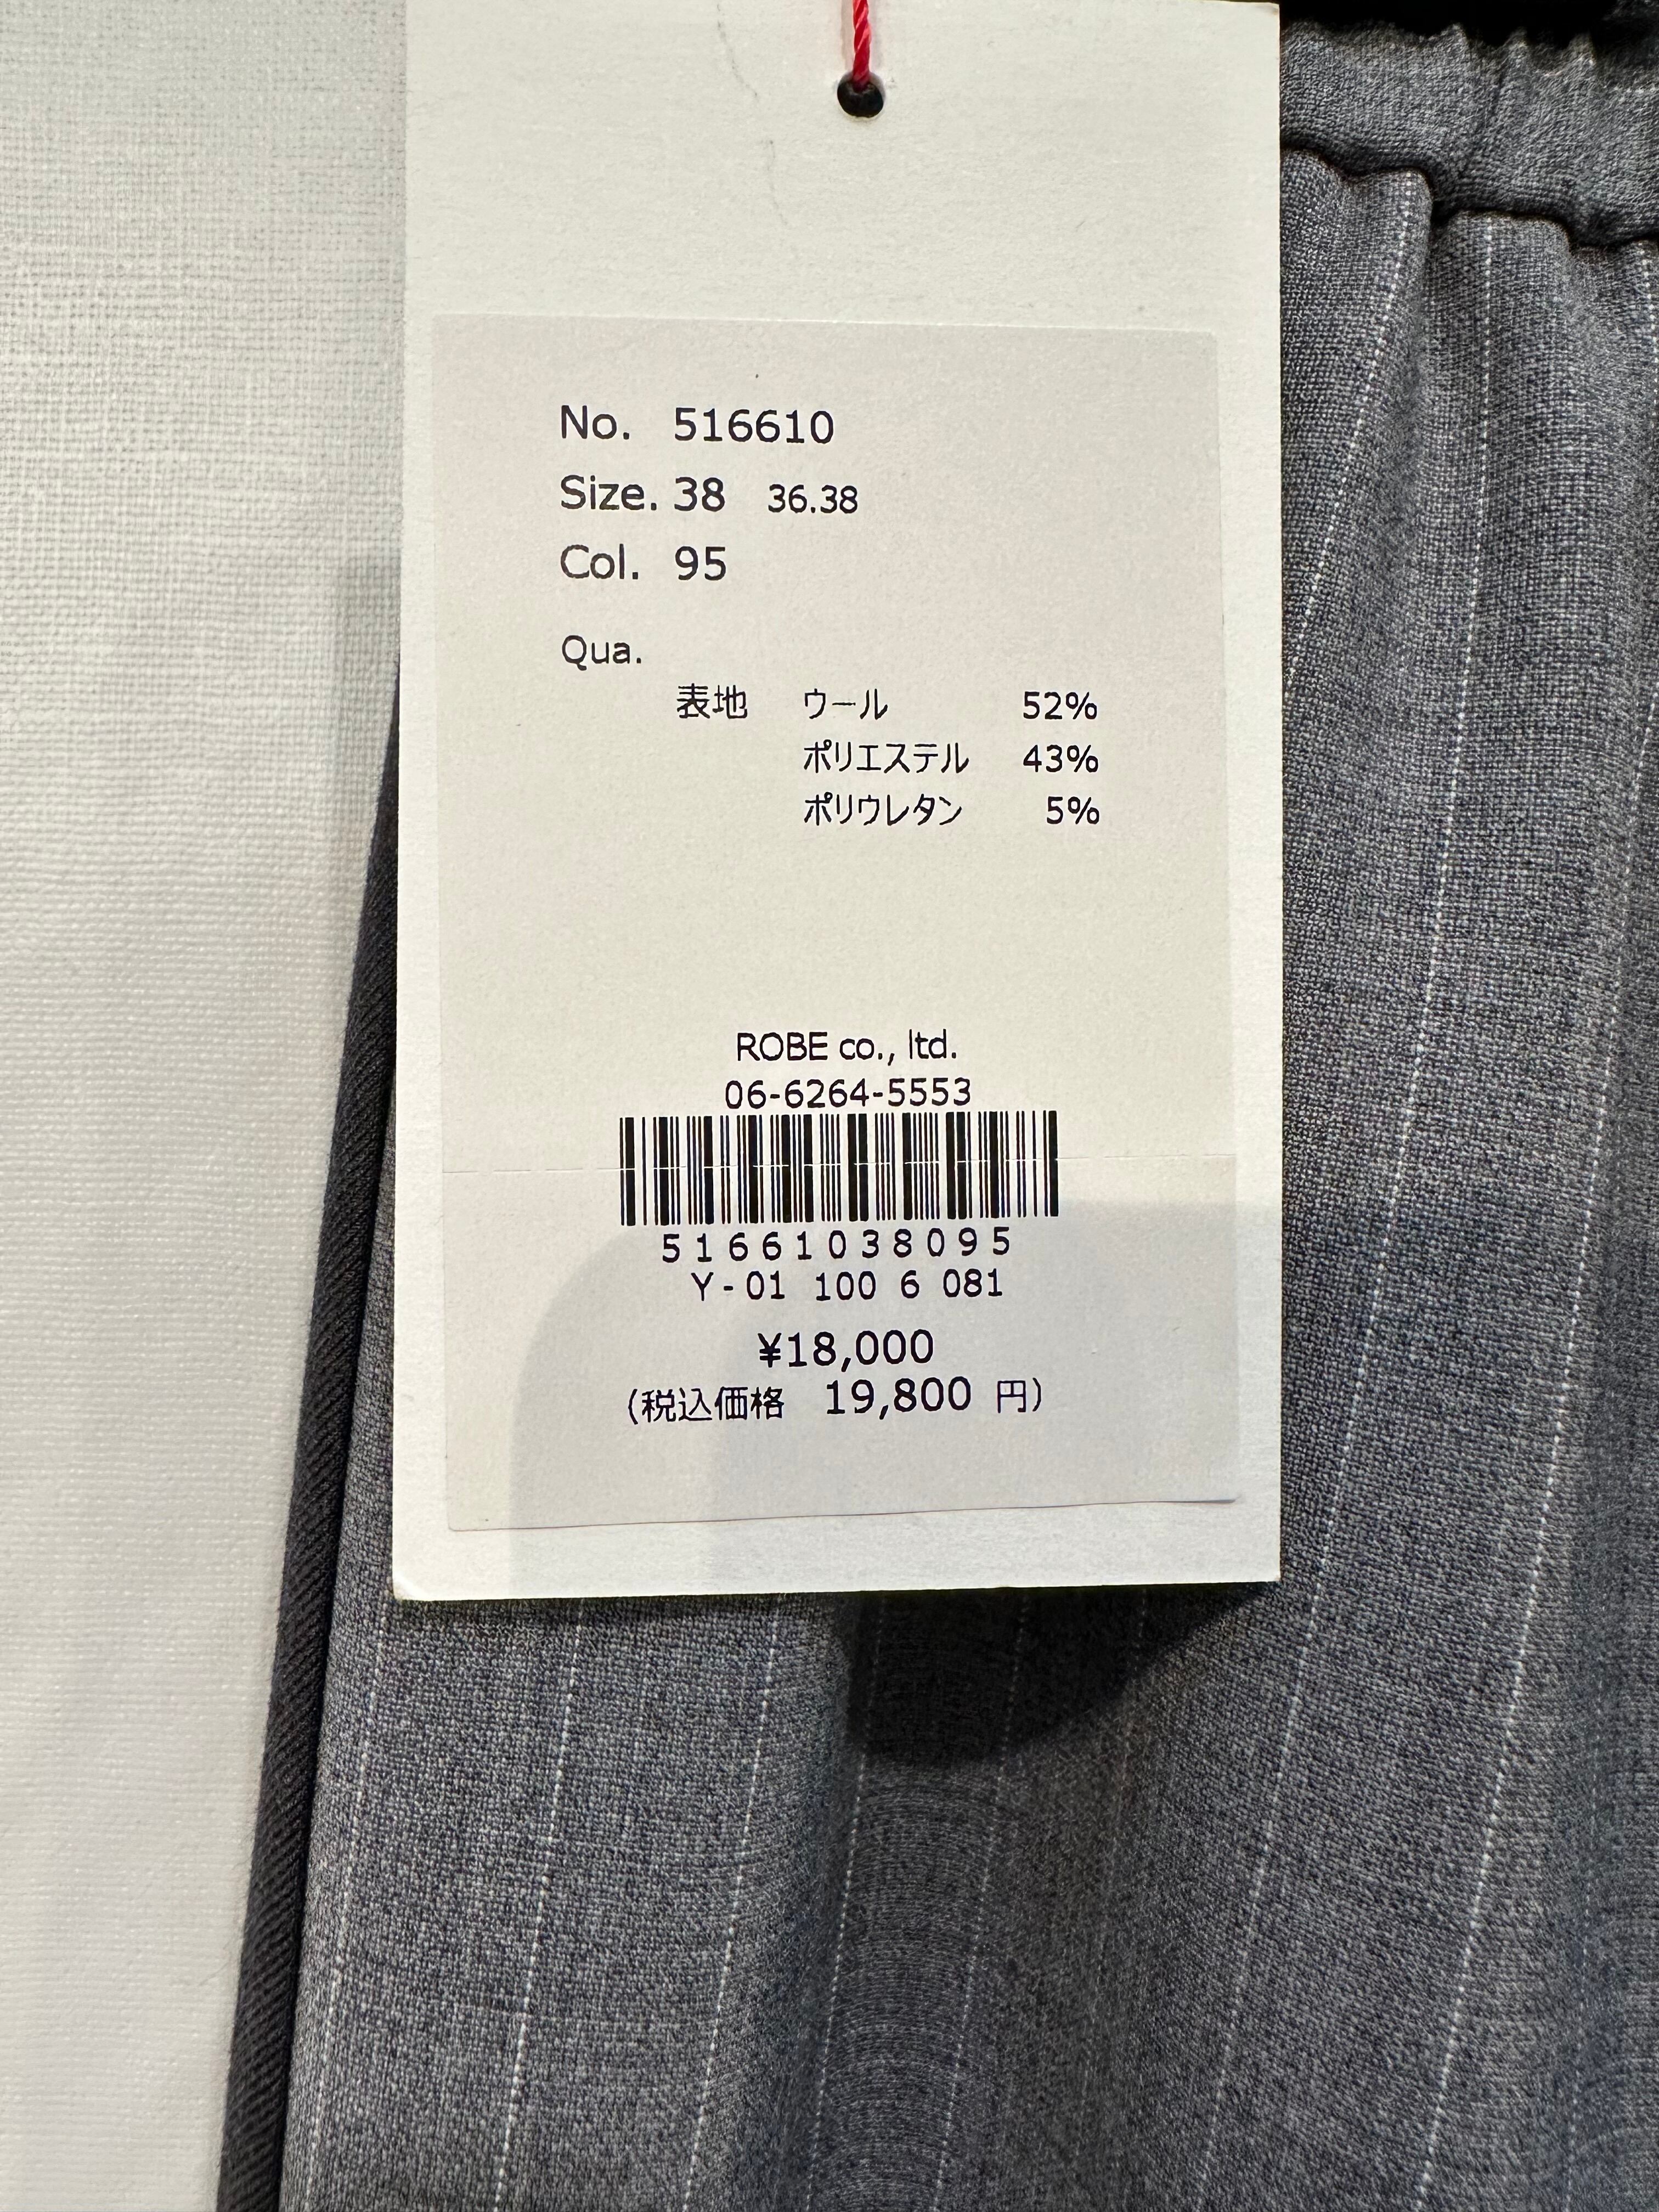 No. 516610
Size. 38 36.38
Col. 95
Qua.
表地 ウール 52%
ポリエステル 43%
ポリウレタン 5%
ROBE co., ltd.
06-6264-5553
51661038095
Y-01 100 6 081
¥18,000
(税込価格 19,800 円)